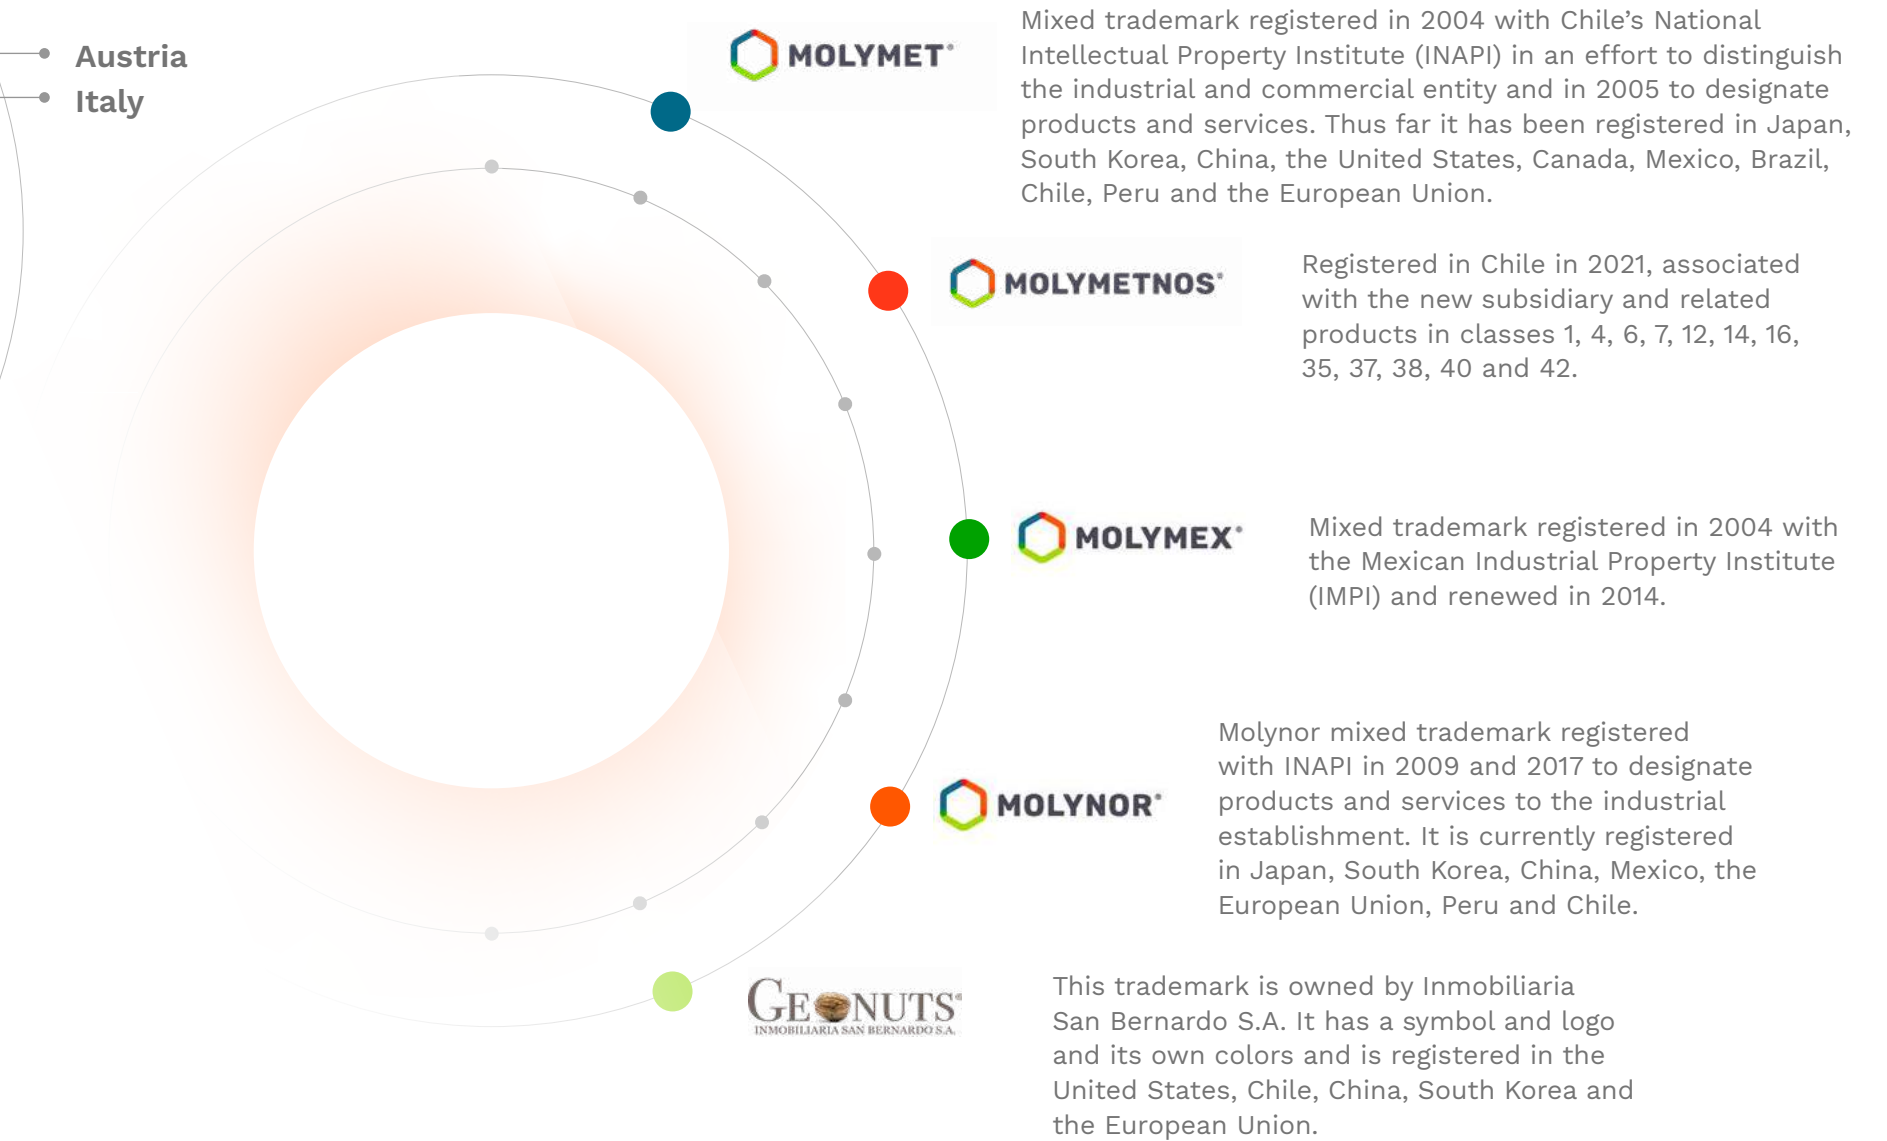 Austria
Italy
MOLYMET®
Mixed trademark registered in 2004 with Chile’s National
Intellectual Property Institute (INAPI) in an effort to distinguish
the industrial and commercial entity and in 2005 to designate
products and services. Thus far it has been registered in Japan,
South Korea, China, the United States, Canada, Mexico, Brazil,
Chile, Peru and the European Union.
MOLYMETNOS®
Registered in Chile in 2021, associated
with the new subsidiary and related
products in classes 1, 4, 6, 7, 12, 14, 16,
35, 37, 38, 40 and 42.
MOLYMEX®
Mixed trademark registered in 2004 with
the Mexican Industrial Property Institute
(IMPI) and renewed in 2014.
MOLYNOR®
Molynor mixed trademark registered
with INAPI in 2009 and 2017 to designate
products and services to the industrial
establishment. It is currently registered
in Japan, South Korea, China, Mexico, the
European Union, Peru and Chile.
GEONUTS®
INMOBILIARIA SAN BERNARDO S.A.
This trademark is owned by Inmobiliaria
San Bernardo S.A. It has a symbol and logo
and its own colors and is registered in the
United States, Chile, China, South Korea and
the European Union.